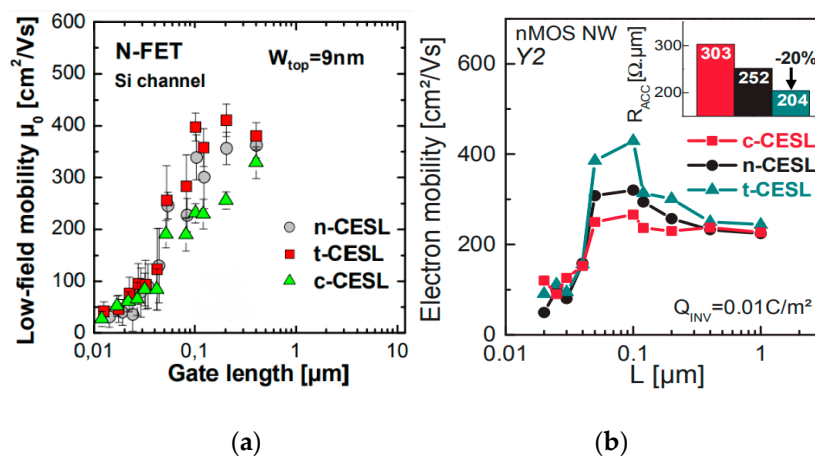 N-FET
Si channel
W_top=9nm
Low-field mobility μ₀ [cm²/Vs]
600
500
400
300
200
100
0
n-CESL
t-CESL
c-CESL
0,01
0,1
1
10
Gate length [µm]
(a)
nMOS NW
Y2
Electron mobility [cm²/Vs]
600
400
200
0
R_ACC [Ω.µm]
300
200
303
252
204
-20%
c-CESL
n-CESL
t-CESL
Q_INV=0.01C/m²
0.01
0.1
1
L [µm]
(b)